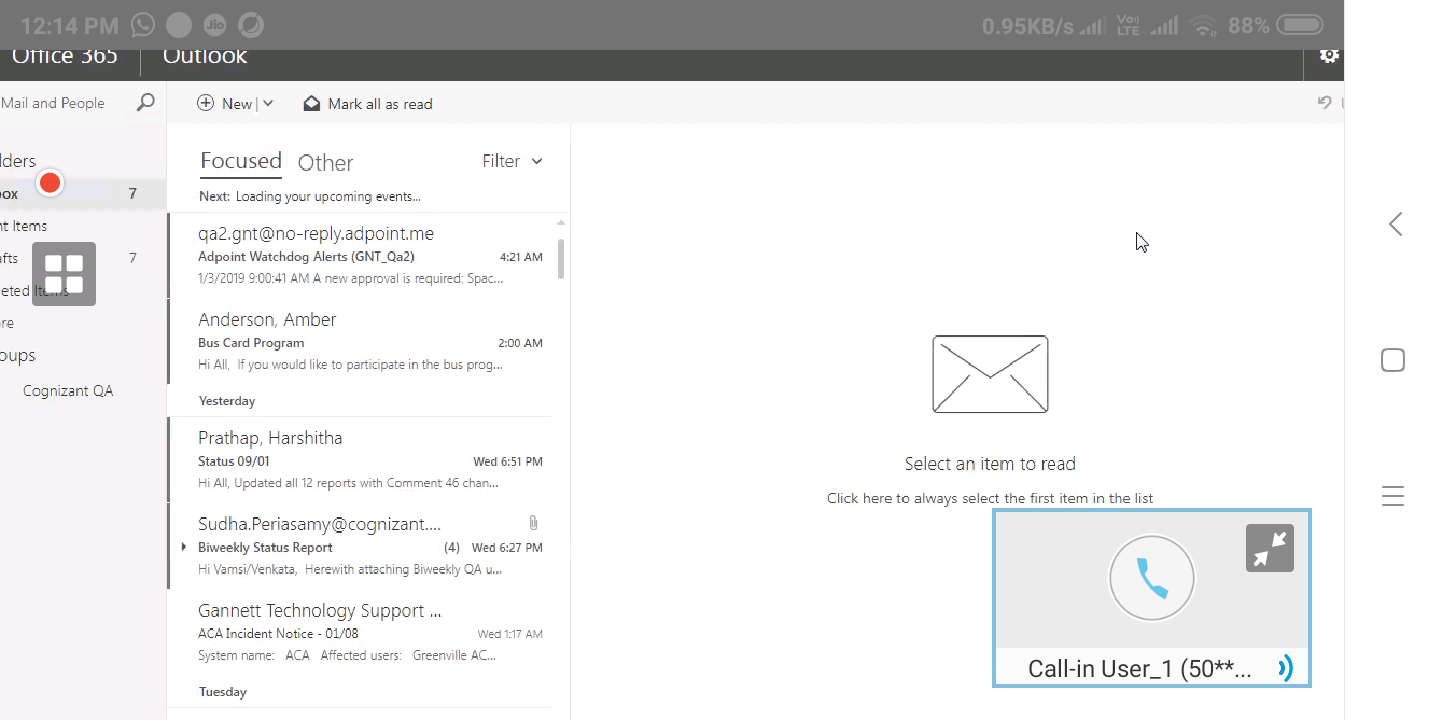 12:14 PM Jio 0.95KB/s Vo) LTE 88%
Office 365 Outlook
Mail and People New Mark all as read
lders
ox 7
nt Items
afts 7
eted Items
re
oups
Cognizant QA
Focused Other Filter
Next: Loading your upcoming events...
qa2.gnt@no-reply.adpoint.me
Adpoint Watchdog Alerts (GNT_Qa2) 4:21 AM
1/3/2019 9:00:41 AM A new approval is required: Spac...
Anderson, Amber
Bus Card Program 2:00 AM
Hi All, If you would like to participate in the bus prog...
Yesterday
Prathap, Harshitha
Status 09/01 Wed 6:51 PM
Hi All, Updated all 12 reports with Comment 46 chan...
Sudha.Periasamy@cognizant....
Biweekly Status Report (4) Wed 6:27 PM
Hi Vamsi/Venkata, Herewith attaching Biweekly QA u...
Gannett Technology Support ...
ACA Incident Notice - 01/08 Wed 1:17 AM
System name: ACA Affected users: Greenville AC...
Tuesday
Select an item to read
Click here to always select the first item in the list
Call-in User_1 (50**...